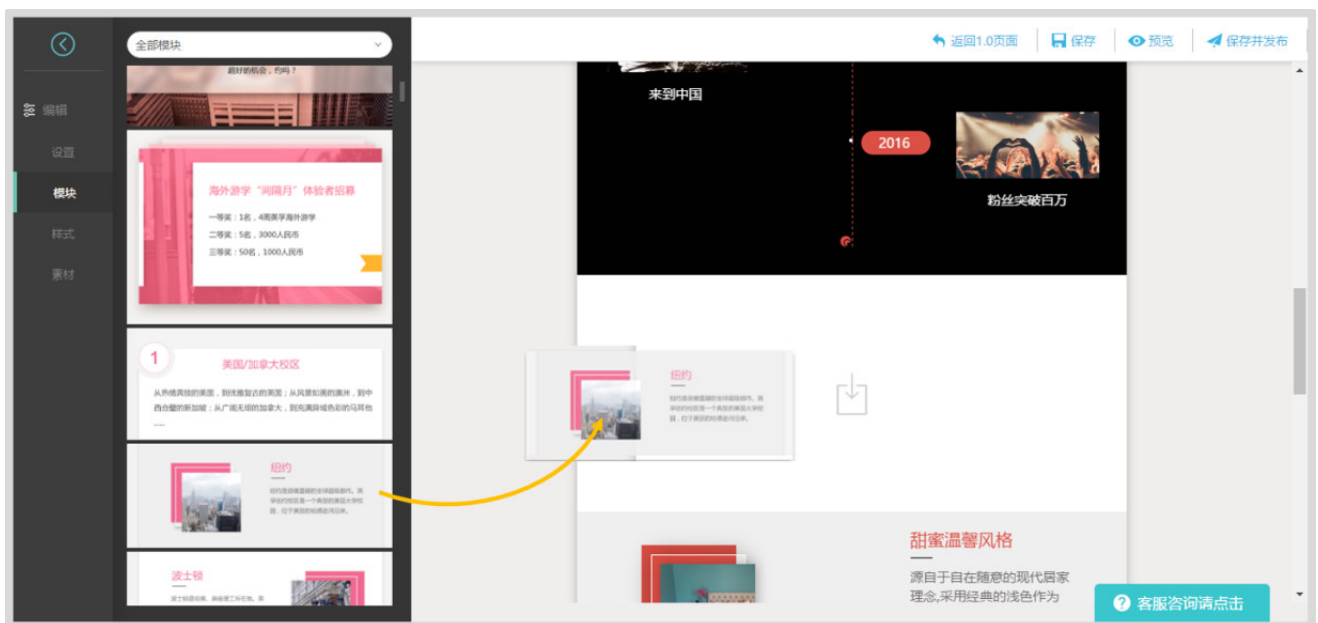 全部模块
返回1.0页面
保存
预览
保存并发布
编辑
设置
模块
样式
素材
最好的机会，约吗？
海外游学“间隔月”体验者招募
一等奖：1名，4周美孚海外游学
二等奖：5名，3000人民币
三等奖：50名，1000人民币
1
美国/加拿大校区
从热情奔放的美国，到优雅复古的英国；从风景如画的澳洲，到中
西合璧的新加坡；从广阔无垠的加拿大，到充满异域色彩的马耳他
……
纽约
波士顿
来到中国
2016
粉丝突破百万
纽约
甜蜜温馨风格
源自于自在随意的现代居家
理念,采用经典的浅色作为
客服咨询请点击